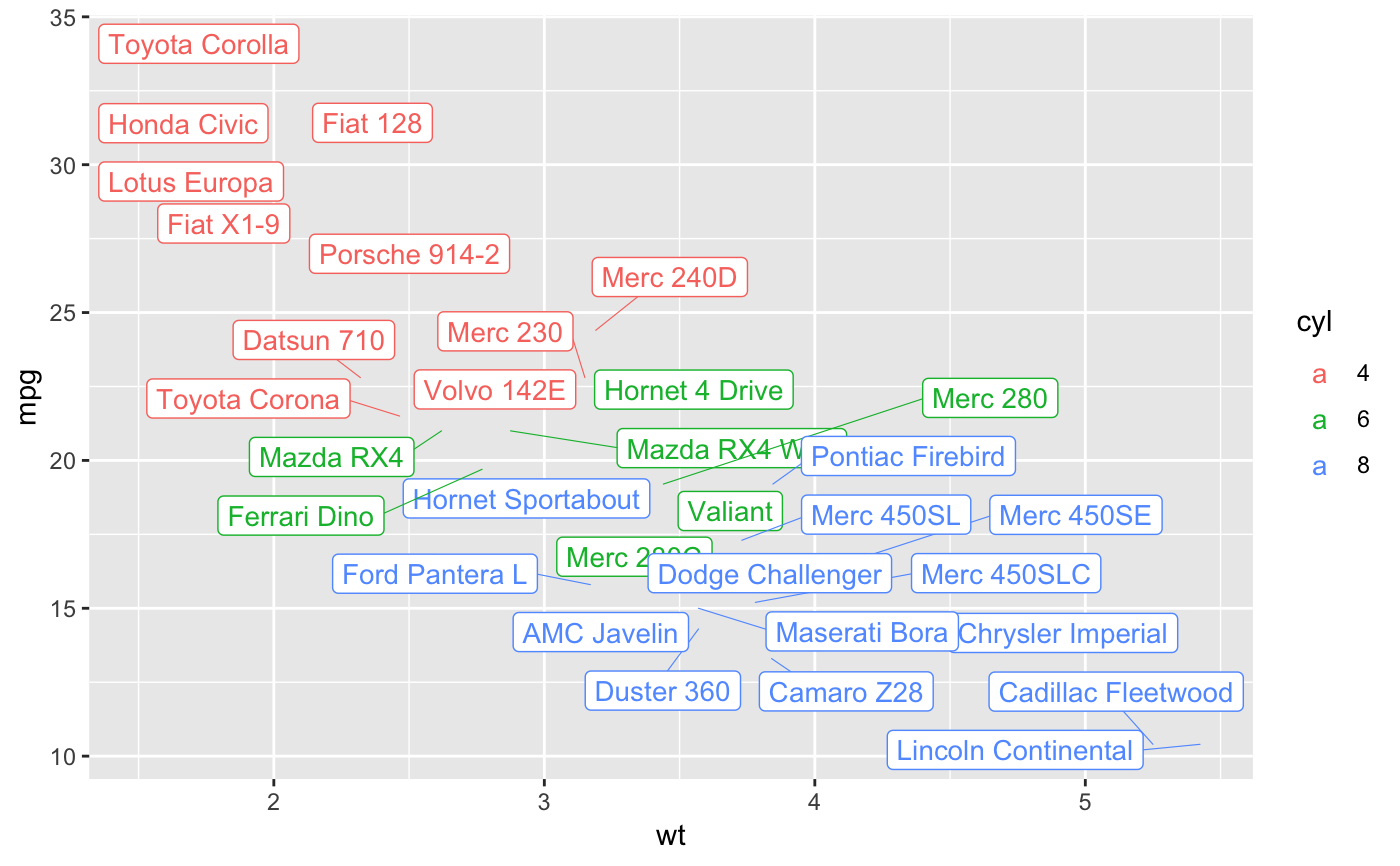 35
Toyota Corolla
Honda Civic
Fiat 128
30
Lotus Europa
Fiat X1-9
Porsche 914-2
Merc 240D
25
Datsun 710
Merc 230
Toyota Corona
Volvo 142E
Hornet 4 Drive
Merc 280
mpg
20
Mazda RX4
Mazda RX4 W
Pontiac Firebird
Hornet Sportabout
Ferrari Dino
Valiant
Merc 450SL
Merc 450SE
Merc 280C
Ford Pantera L
Dodge Challenger
Merc 450SLC
15
AMC Javelin
Maserati Bora
Chrysler Imperial
Duster 360
Camaro Z28
Cadillac Fleetwood
10
Lincoln Continental
2
3
4
5
wt
cyl
a 4
a 6
a 8